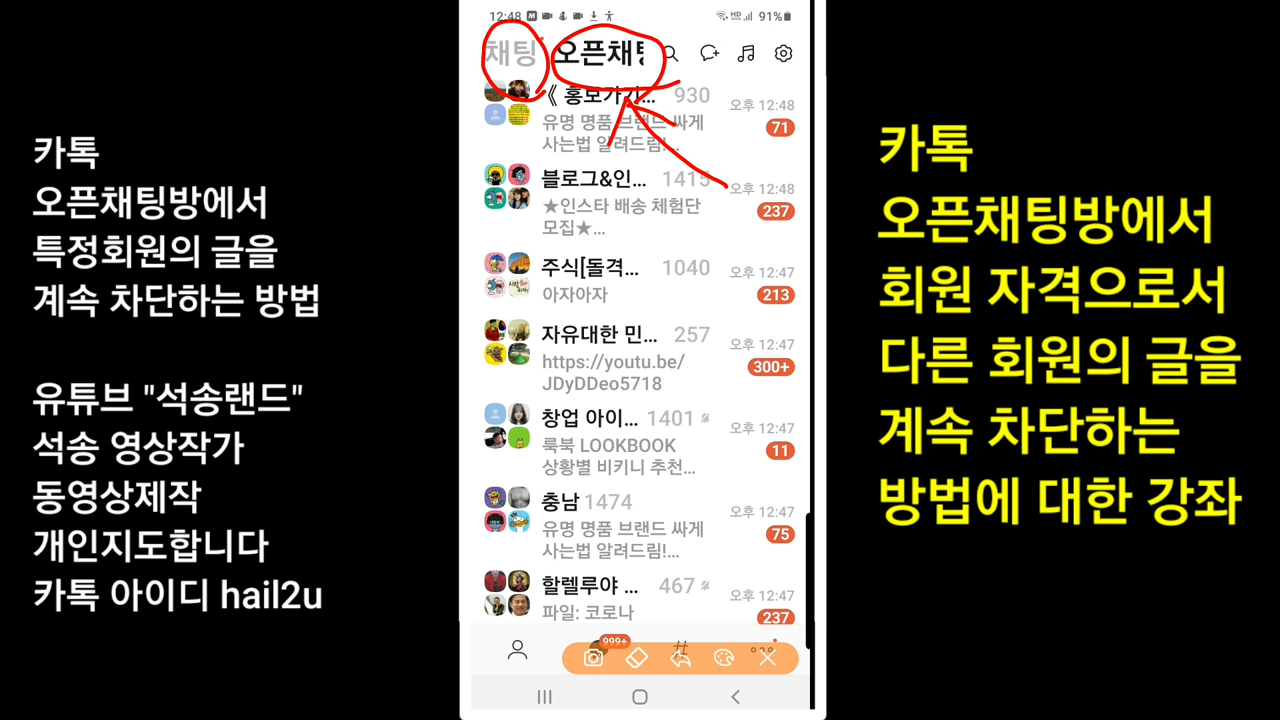 카톡
오픈채팅방에서
특정회원의 글을
계속 차단하는 방법
유튜브 "석송랜드"
석송 영상작가
동영상제작
개인지도합니다
카톡 아이디 hail2u
12:48 91%
채팅 오픈채팅
《 홍보가기... 930
오후 12:48
유명 명품 브랜드 싸게
사는법 알려드림!...
71
블로그&인... 1415
오후 12:48
★인스타 배송 체험단
모집★...
237
주식[돌격... 1040
오후 12:47
아자아자
213
자유대한 민... 257
오후 12:47
https://youtu.be/
JDyDDeo5718
300+
창업 아이... 1401
오후 12:47
룩북 LOOKBOOK
상황별 비키니 추천...
11
충남 1474
오후 12:47
유명 명품 브랜드 싸게
사는법 알려드림!...
75
할렐루야 ... 467
오후 12:47
파일: 코로나
237
999+
카톡
오픈채팅방에서
회원 자격으로서
다른 회원의 글을
계속 차단하는
방법에 대한 강좌